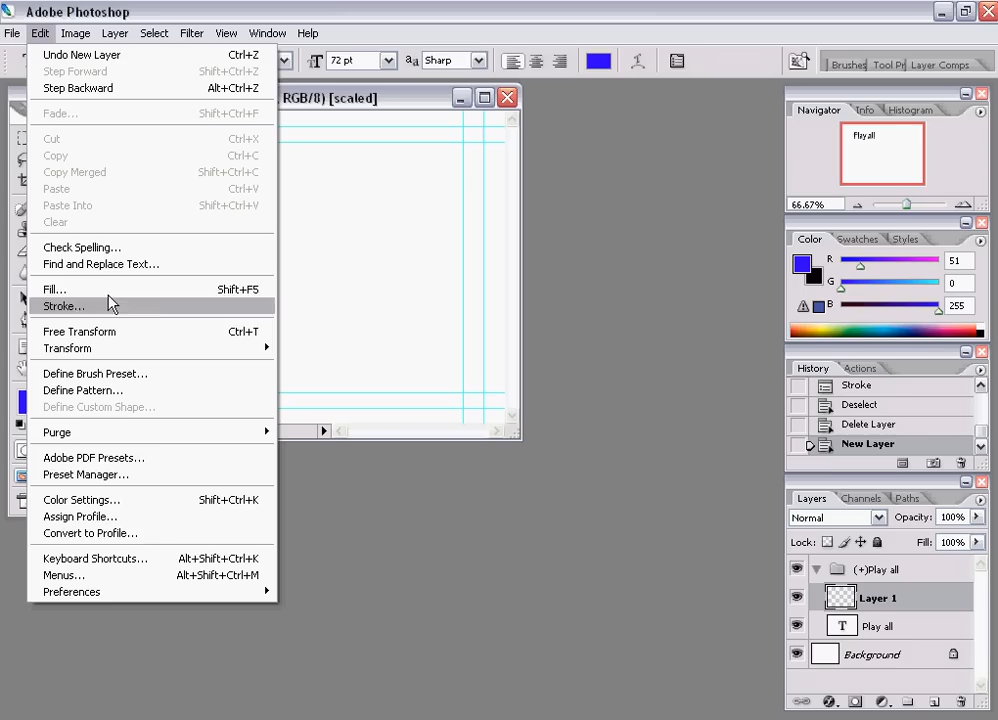 Adobe Photoshop
File Edit Image Layer Select Filter View Window Help
T 72 pt aa Sharp Brushes Tool Pr Layer Comps
Undo New Layer Ctrl+Z
Step Forward Shift+Ctrl+Z
Step Backward Alt+Ctrl+Z
Fade... Shift+Ctrl+F
Cut Ctrl+X
Copy Ctrl+C
Copy Merged Shift+Ctrl+C
Paste Ctrl+V
Paste Into Shift+Ctrl+V
Clear
Check Spelling...
Find and Replace Text...
Fill... Shift+F5
Stroke...
Free Transform Ctrl+T
Transform
Define Brush Preset...
Define Pattern...
Define Custom Shape...
Purge
Adobe PDF Presets...
Preset Manager...
Color Settings... Shift+Ctrl+K
Assign Profile...
Convert to Profile...
Keyboard Shortcuts... Alt+Shift+Ctrl+K
Menus... Alt+Shift+Ctrl+M
Preferences
RGB/8) [scaled]
Navigator Info Histogram
Play all
66.67%
Color Swatches Styles
R 51
G 0
B 255
History Actions
Stroke
Deselect
Delete Layer
New Layer
Layers Channels Paths
Normal Opacity: 100%
Lock: Fill: 100%
(+)Play all
Layer 1
T Play all
Background